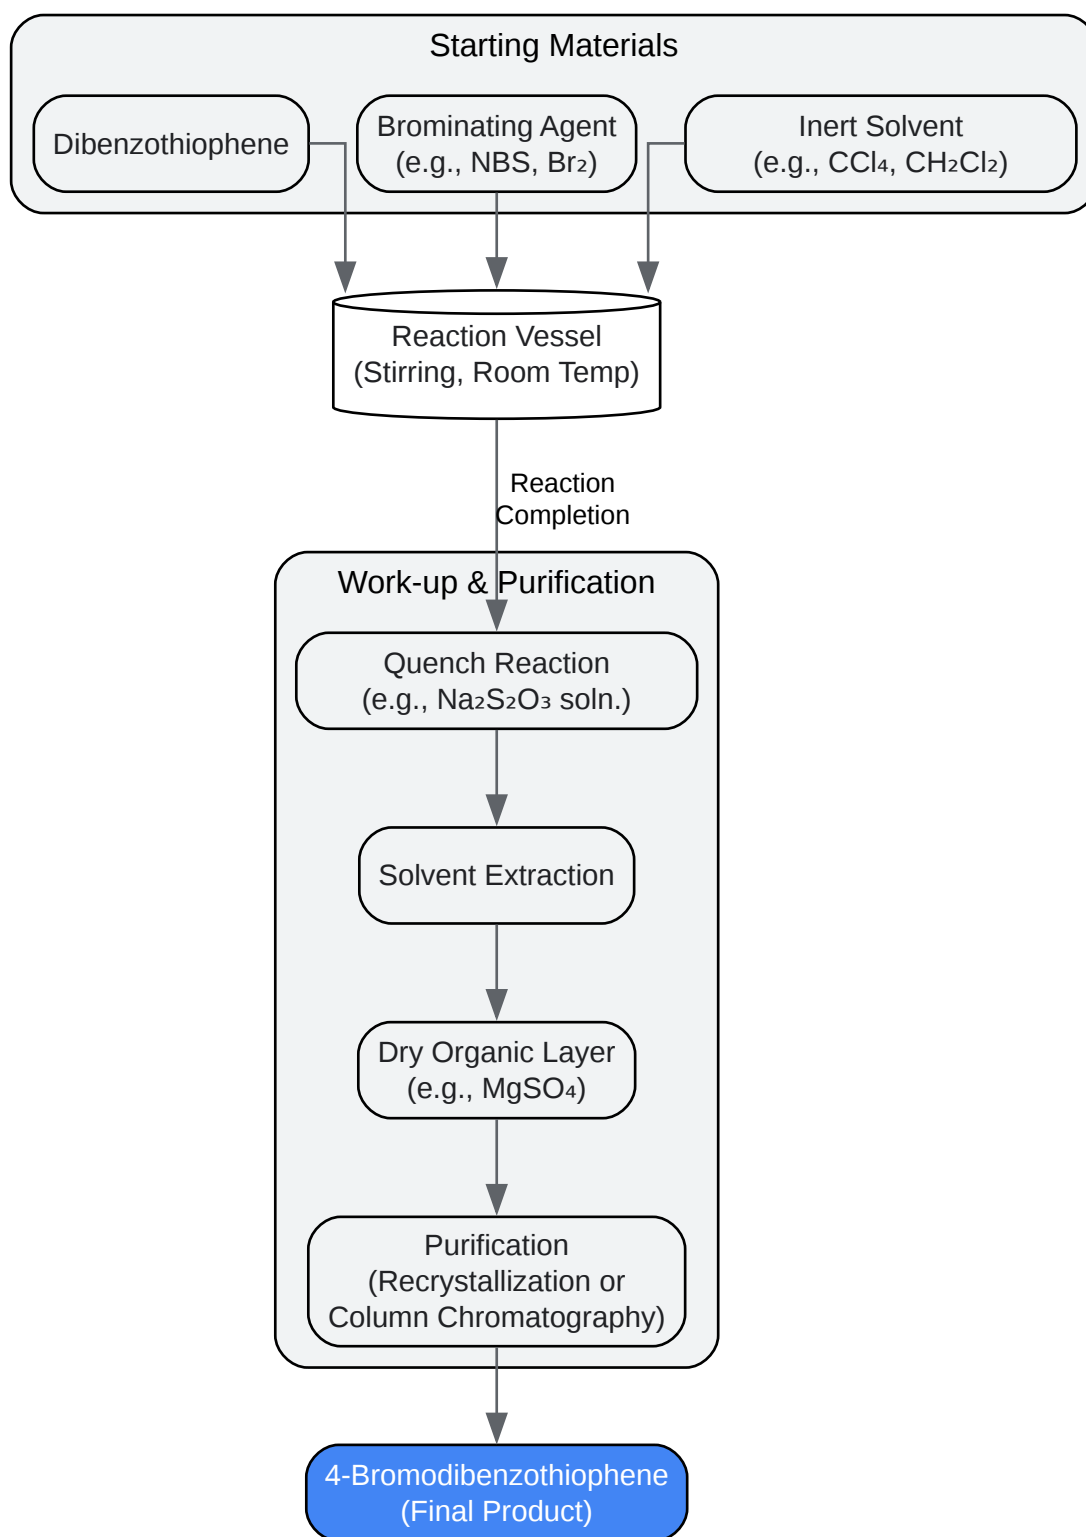 Starting Materials
Dibenzothiophene
Brominating Agent
(e.g., NBS, Br₂)
Inert Solvent
(e.g., CCl₄, CH₂Cl₂)
Reaction Vessel
(Stirring, Room Temp)
Reaction
Completion
Work-up & Purification
Quench Reaction
(e.g., Na₂S₂O₃ soln.)
Solvent Extraction
Dry Organic Layer
(e.g., MgSO₄)
Purification
(Recrystallization or
Column Chromatography)
4-Bromodibenzothiophene
(Final Product)